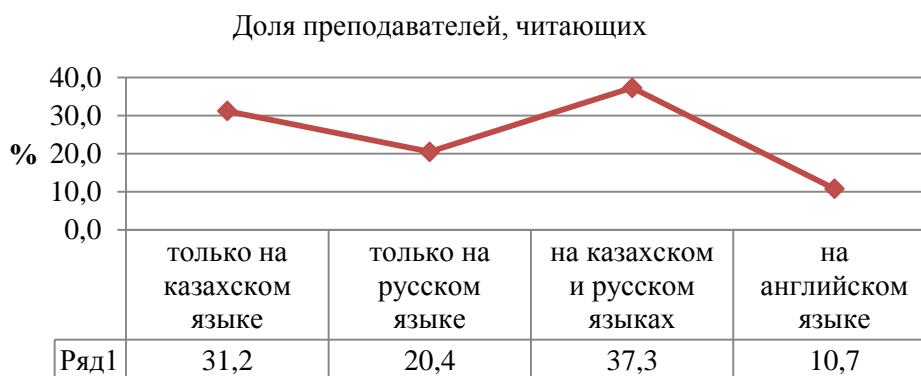 Доля преподавателей, читающих
%
40,0
30,0
20,0
10,0
0,0
только на казахском языке
только на русском языке
на казахском и русском языках
на английском языке
Ряд1 31,2 20,4 37,3 10,7